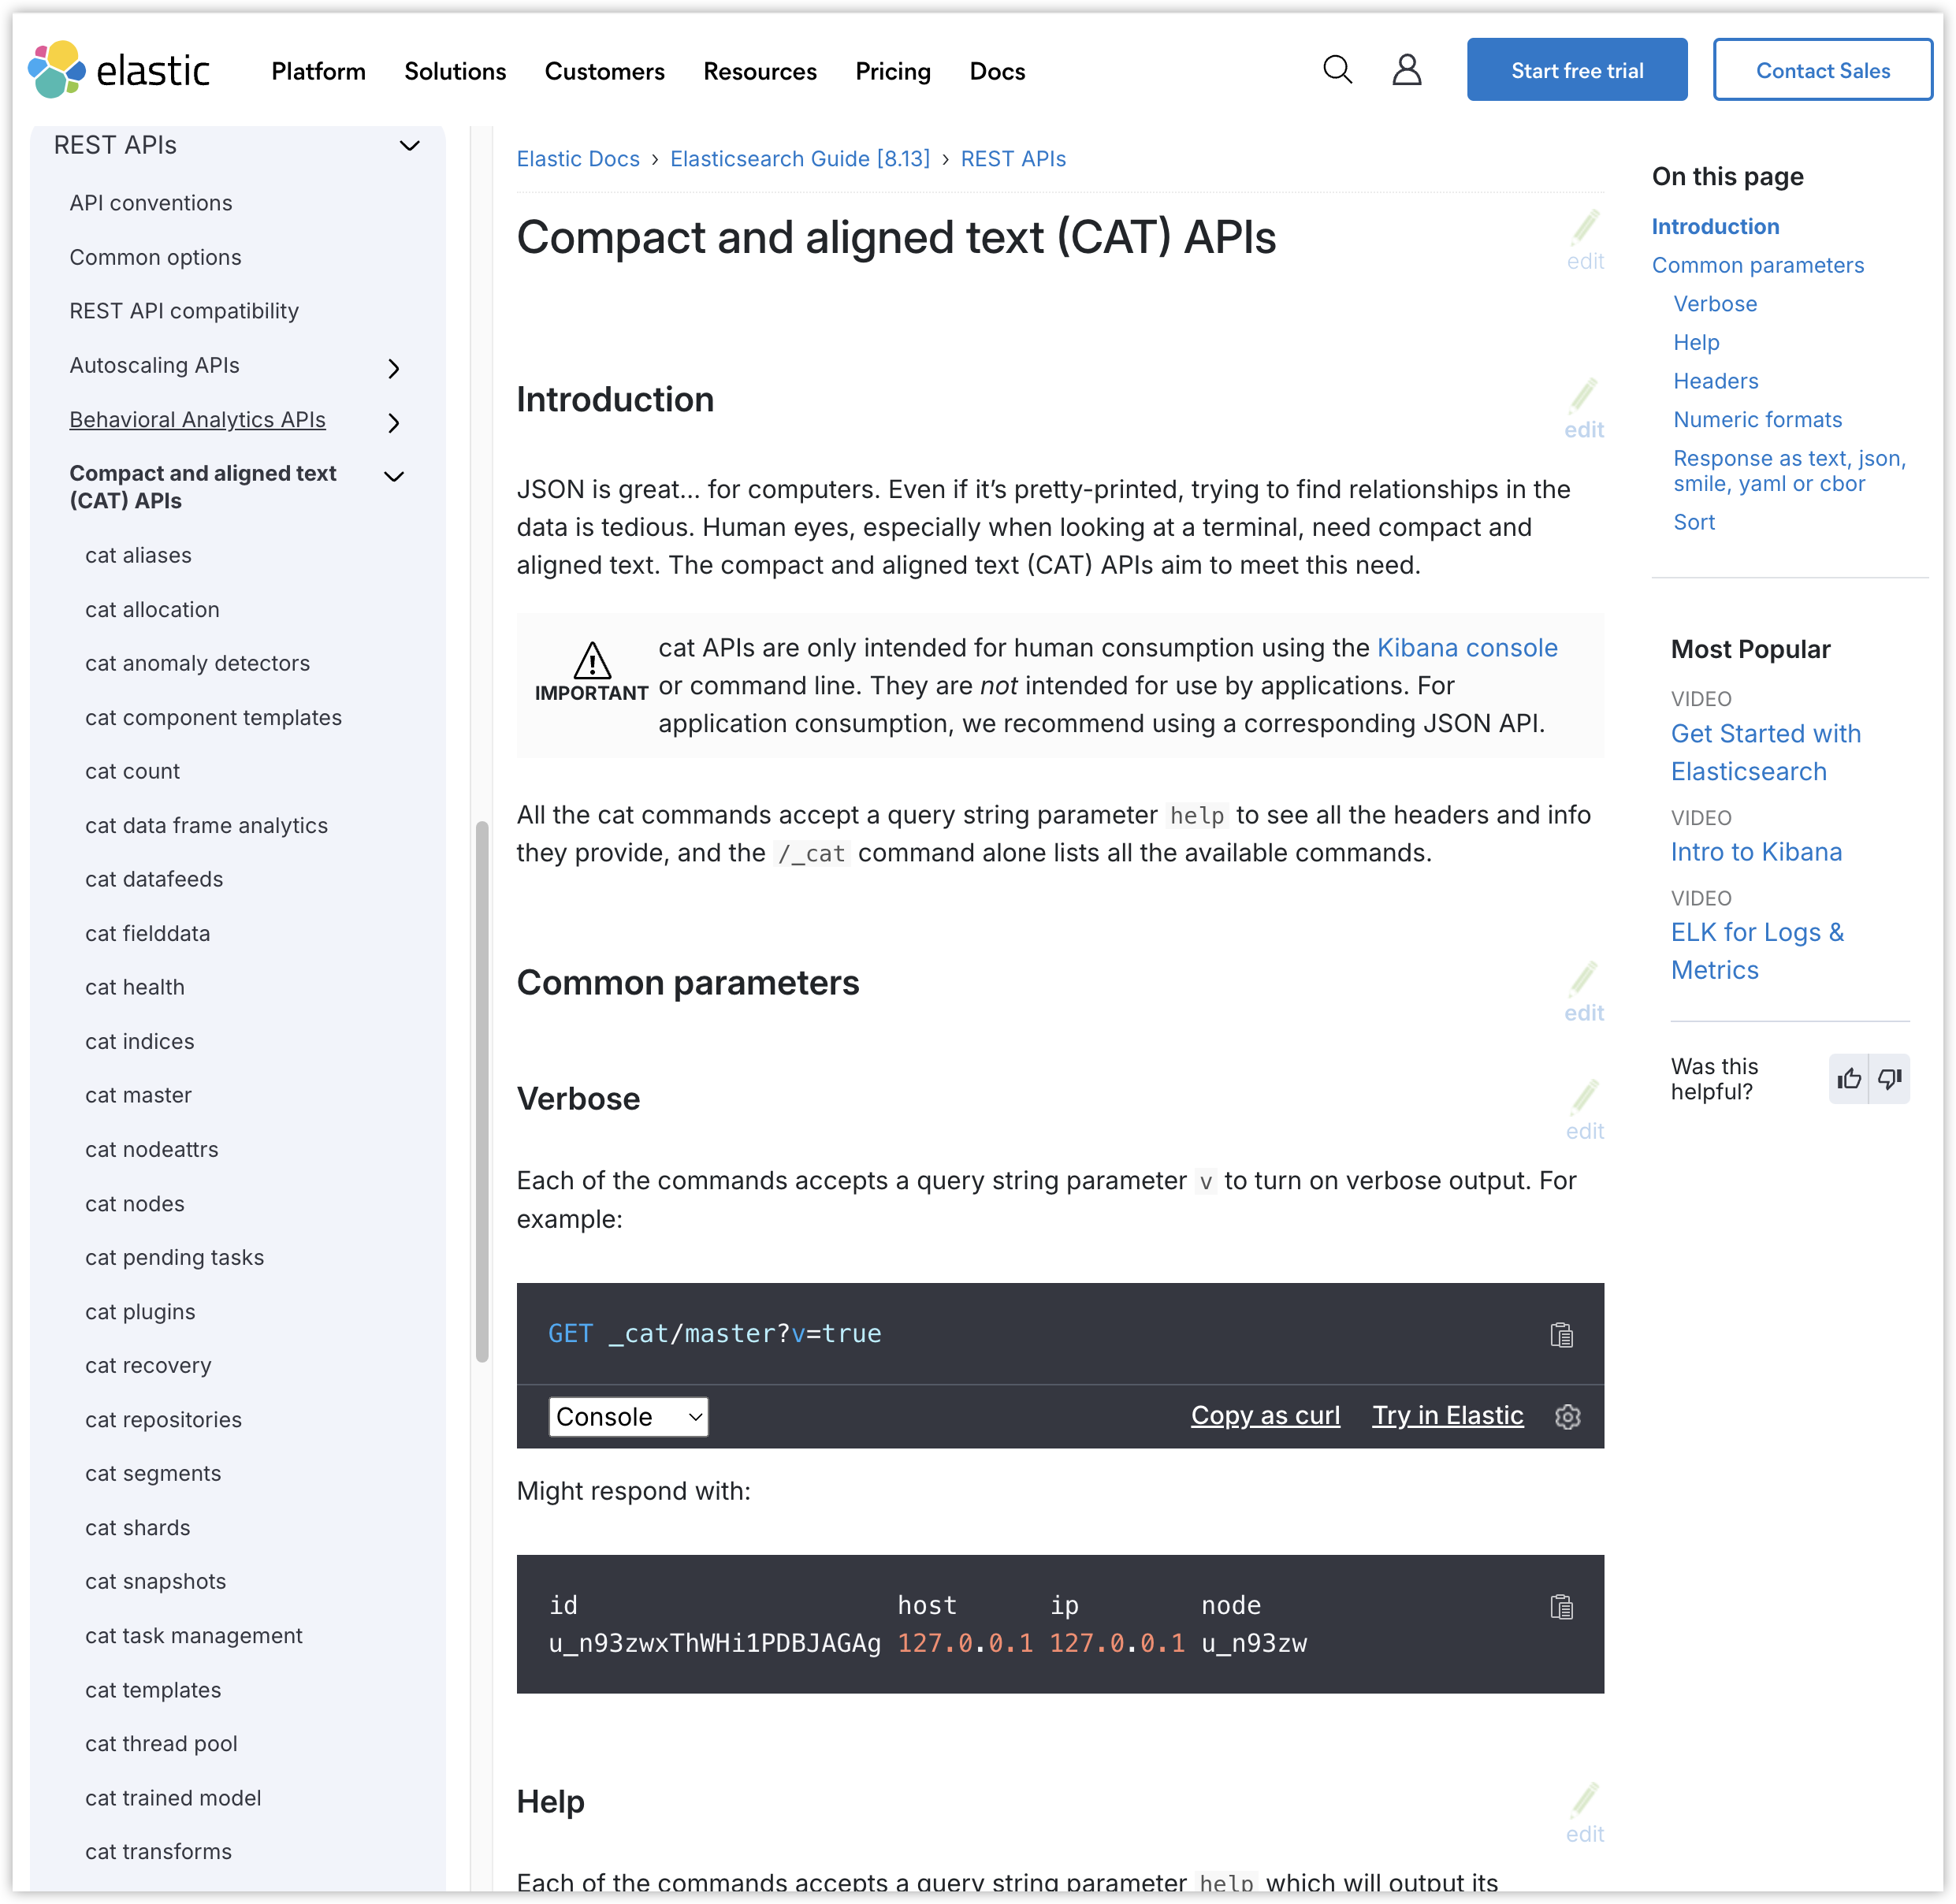 elastic
Platform
Solutions
Customers
Resources
Pricing
Docs
Start free trial
Contact Sales
REST APIs
API conventions
Common options
REST API compatibility
Autoscaling APIs
Behavioral Analytics APIs
Compact and aligned text
(CAT) APIs
cat aliases
cat allocation
cat anomaly detectors
cat component templates
cat count
cat data frame analytics
cat datafeeds
cat fielddata
cat health
cat indices
cat master
cat nodeattrs
cat nodes
cat pending tasks
cat plugins
cat recovery
cat repositories
cat segments
cat shards
cat snapshots
cat task management
cat templates
cat thread pool
cat trained model
cat transforms
Elastic Docs › Elasticsearch Guide [8.13] › REST APIs
Compact and aligned text (CAT) APIs
edit
Introduction
edit
JSON is great… for computers. Even if it’s pretty-printed, trying to find relationships in the
data is tedious. Human eyes, especially when looking at a terminal, need compact and
aligned text. The compact and aligned text (CAT) APIs aim to meet this need.
IMPORTANT
cat APIs are only intended for human consumption using the Kibana console
or command line. They are not intended for use by applications. For
application consumption, we recommend using a corresponding JSON API.
All the cat commands accept a query string parameter help to see all the headers and info
they provide, and the /_cat command alone lists all the available commands.
Common parameters
edit
Verbose
edit
Each of the commands accepts a query string parameter v to turn on verbose output. For
example:
GET _cat/master?v=true
Console
Copy as curl
Try in Elastic
Might respond with:
id host ip node
u_n93zwxThWHi1PDBJAGAg 127.0.0.1 127.0.0.1 u_n93zw
Help
edit
Each of the commands accepts a query string parameter help which will output its
On this page
Introduction
Common parameters
Verbose
Help
Headers
Numeric formats
Response as text, json,
smile, yaml or cbor
Sort
Most Popular
VIDEO
Get Started with
Elasticsearch
VIDEO
Intro to Kibana
VIDEO
ELK for Logs &
Metrics
Was this
helpful?